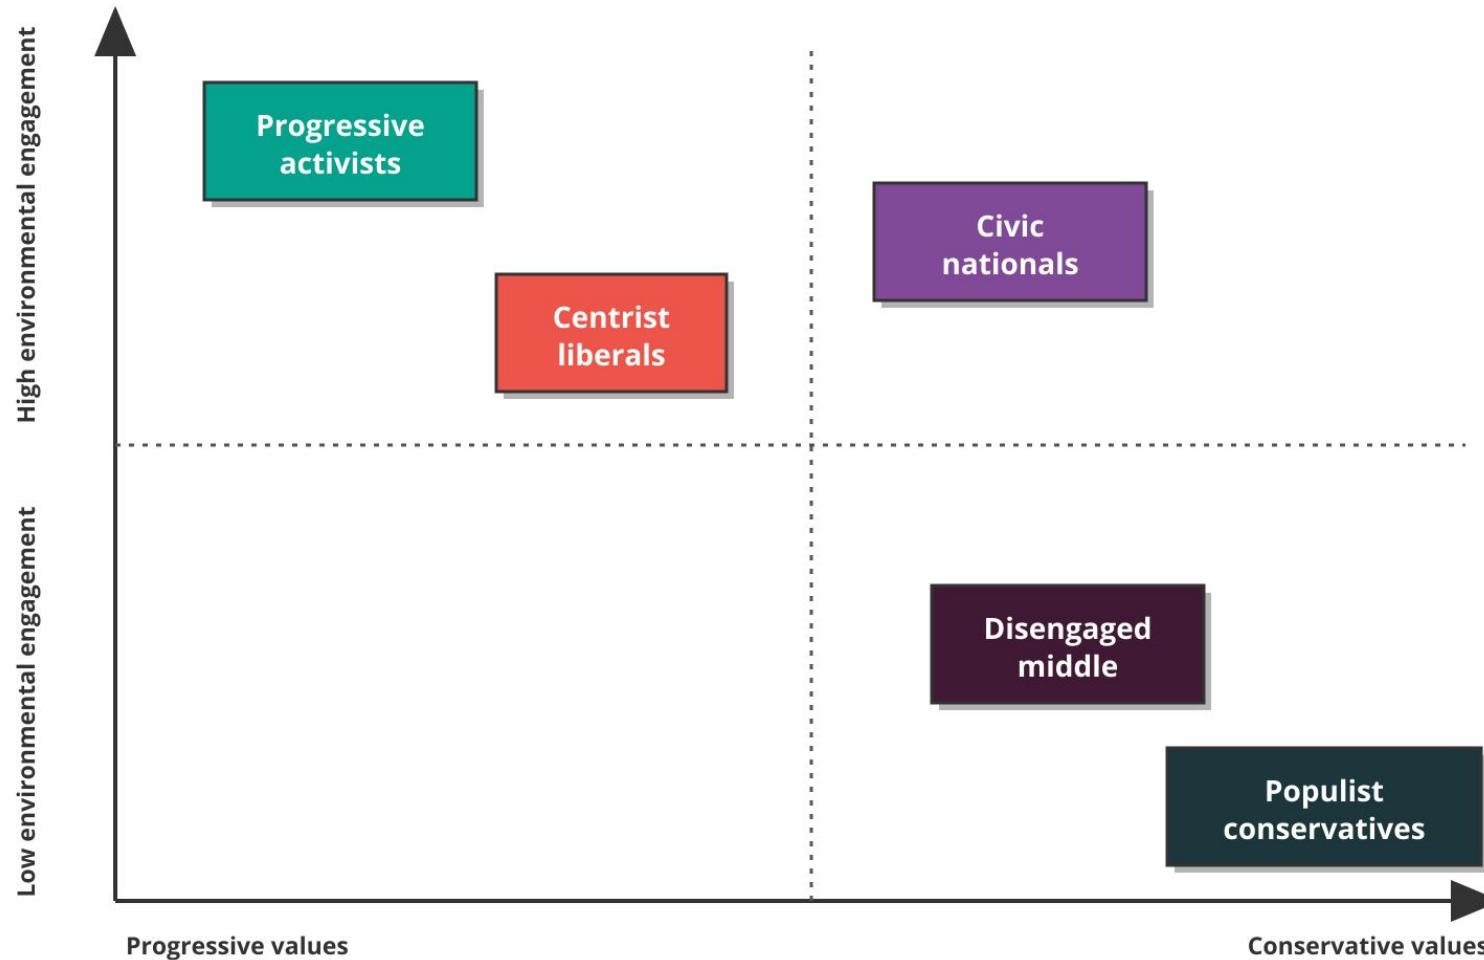 High environmental engagement
Low environmental engagement
Progressive
activists
Civic
nationals
Centrist
liberals
Disengaged
middle
Populist
conservatives
Progressive values
Conservative values